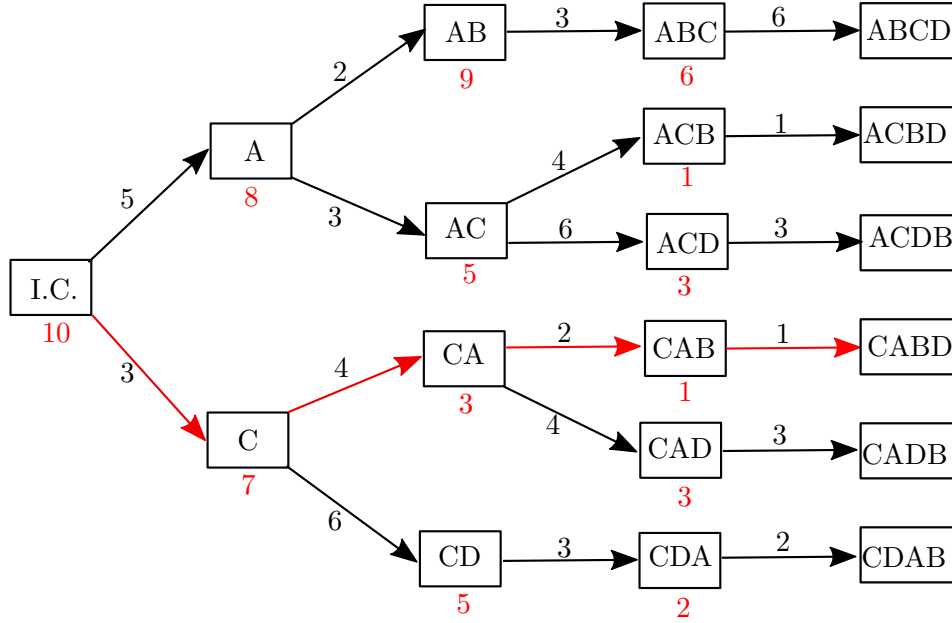 AB 3 ABC 6 ABCD
2 9 6
ACB 1 ACBD
A 4 1
5 8 3 AC 6 ACD 3 ACDB
I.C. 5 3
10
CA 2 CAB 1 CABD
3 4 3 1
C 4 CAD 3 CADB
7 3
6
CD 3 CDA 2 CDAB
5 2